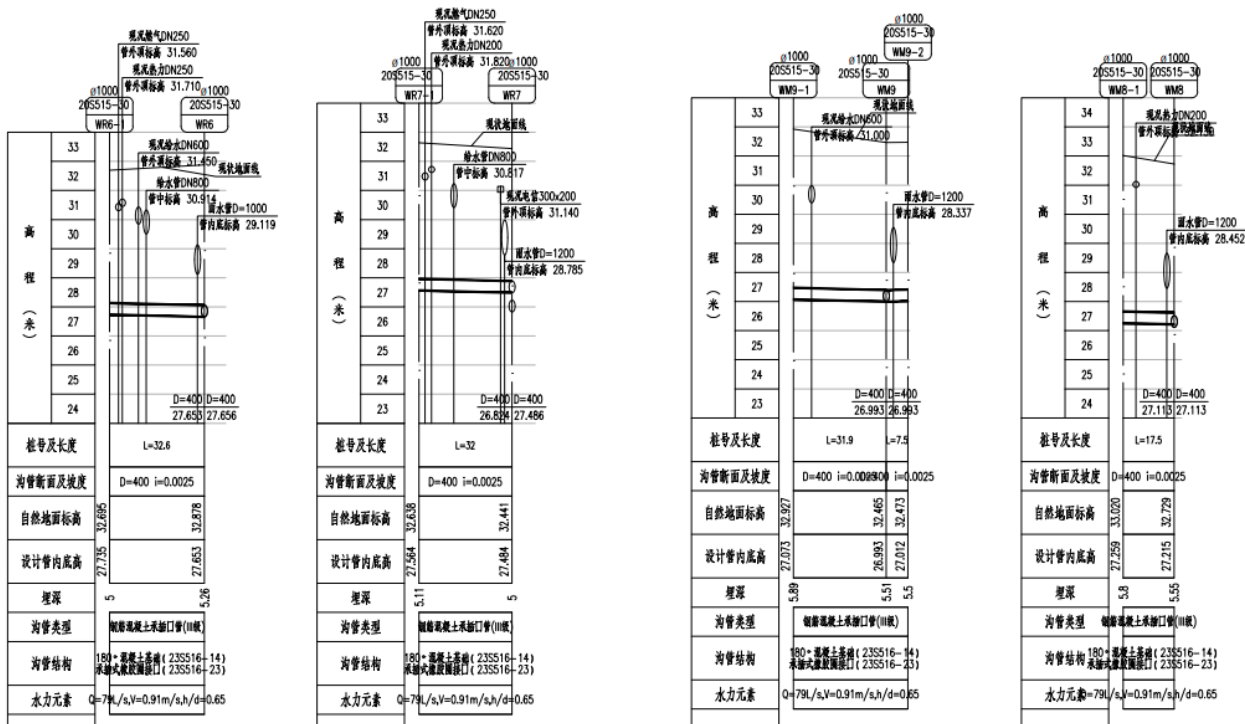 现况燃气DN250
管外顶标高 31.560
现况热力DN250
管外顶标高 31.710
ø1000
20S515-30
WR6-1
ø1000
20S515-30
WR6
现况给水DN600
管外顶标高 31.450
现状地面线
给水管DN800
管中标高 30.914
雨水管D=1000
管内底标高 29.119
高程(米)
33
32
31
30
29
28
27
26
25
24
D=400 D=400
27.653 27.656
桩号及长度 L=32.6
沟管断面及坡度 D=400 i=0.0025
自然地面标高 32.695 32.878
设计管内底高 27.735 27.653
埋深 5 5.26
沟管类型 钢筋混凝土承插口管(III级)
沟管结构 180°混凝土基础(23S516-14)
承插式橡胶圈接口(23S516-23)
水力元素 Q=79L/s,V=0.91m/s,h/d=0.65
现况燃气DN250
管外顶标高 31.620
现况热力DN200
管外顶标高 31.820
ø1000
20S515-30
WR7-1
ø1000
20S515-30
WR7
现状地面线
给水管DN800
管中标高 30.817
现况电信300x200
管外顶标高 31.140
雨水管D=1200
管内底标高 28.785
高程(米)
33
32
31
30
29
28
27
26
25
24
23
D=400 D=400
26.824 27.486
桩号及长度 L=32
沟管断面及坡度 D=400 i=0.0025
自然地面标高 32.638 32.441
设计管内底高 27.564 27.484
埋深 5.11 5
沟管类型 钢筋混凝土承插口管(III级)
沟管结构 180°混凝土基础(23S516-14)
承插式橡胶圈接口(23S516-23)
水力元素 Q=79L/s,V=0.91m/s,h/d=0.65
ø1000
20S515-30
WM9-2
ø1000
20S515-30
WM9-1
ø1000
20S515-30
WM9
现状地面线
现况给水DN600
管外顶标高 31.000
雨水管D=1200
管内底标高 28.337
高程(米)
33
32
31
30
29
28
27
26
25
24
23
D=400 D=400
26.993 26.993
桩号及长度 L=31.9 L=7.5
沟管断面及坡度 D=400 i=0.0025
自然地面标高 32.927 32.465 32.473
设计管内底高 27.073 26.993 27.012
埋深 5.89 5.51 5.5
沟管类型 钢筋混凝土承插口管(III级)
沟管结构 180°混凝土基础(23S516-14)
承插式橡胶圈接口(23S516-23)
水力元素 Q=79L/s,V=0.91m/s,h/d=0.65
ø1000
20S515-30
WM8-1
ø1000
20S515-30
WM8
现况热力DN200
管外顶标高
现状地面线
雨水管D=1200
管内底标高 28.452
高程(米)
34
33
32
31
30
29
28
27
26
25
24
D=400 D=400
27.113 27.113
桩号及长度 L=17.5
沟管断面及坡度 D=400 i=0.0025
自然地面标高 33.020 32.729
设计管内底高 27.259 27.215
埋深 5.8 5.55
沟管类型 钢筋混凝土承插口管(III级)
沟管结构 180°混凝土基础(23S516-14)
承插式橡胶圈接口(23S516-23)
水力元素 Q=79L/s,V=0.91m/s,h/d=0.65